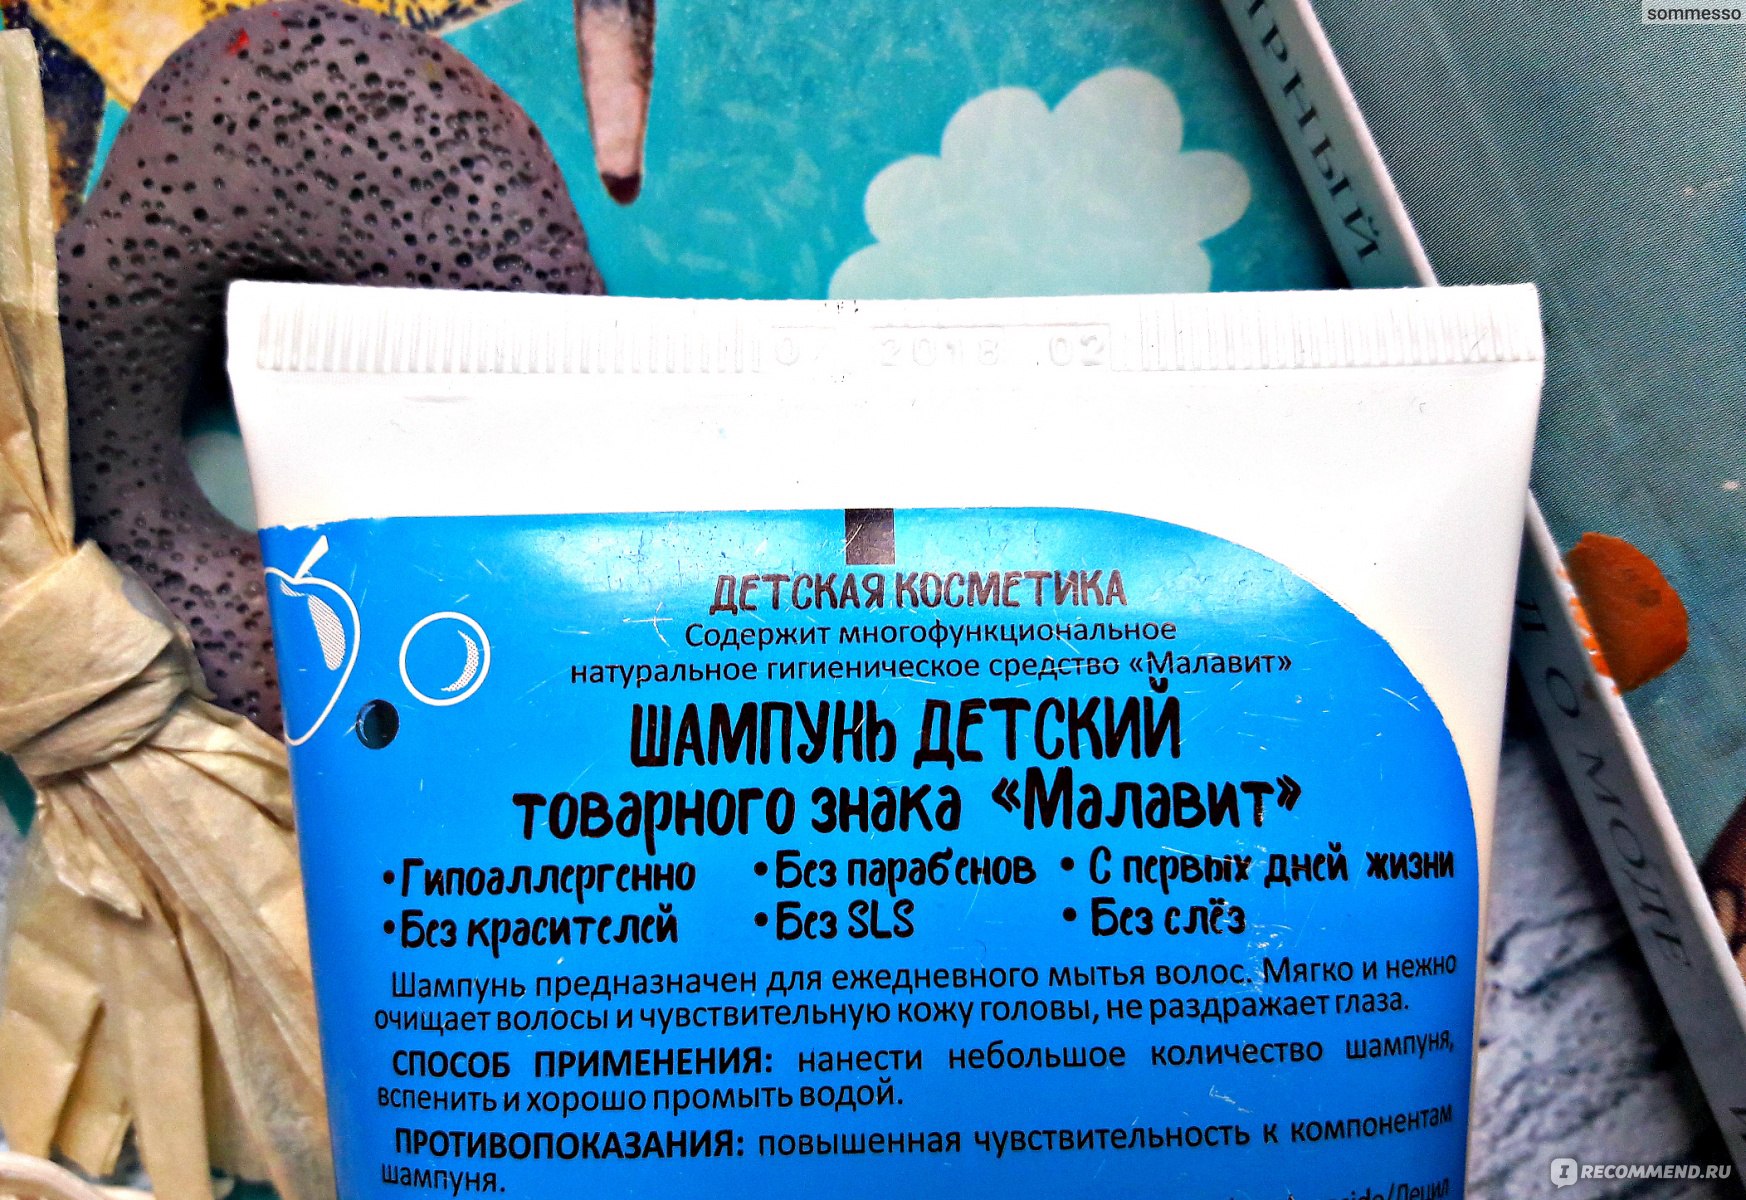 sommesso
РНЫЙ
2018 02
ДЕТСКАЯ КОСМЕТИКА
Содержит многофункциональное
натуральное гигиеническое средство «Малавит»
ШАМПУНЬ ДЕТСКИЙ
товарного знака «Малавит»
•Гипоаллергенно •Без парабенов • С первых дней жизни
•Без красителей •Без SLS • Без слёз
Шампунь предназначен для ежедневного мытья волос. Мягко и нежно
очищает волосы и чувствительную кожу головы, не раздражает глаза.
СПОСОБ ПРИМЕНЕНИЯ: нанести небольшое количество шампуня,
вспенить и хорошо промыть водой.
ПРОТИВОПОКАЗАНИЯ: повышенная чувствительность к компонентам
шампуня.
О МОДЕ
I RECOMMEND.RU